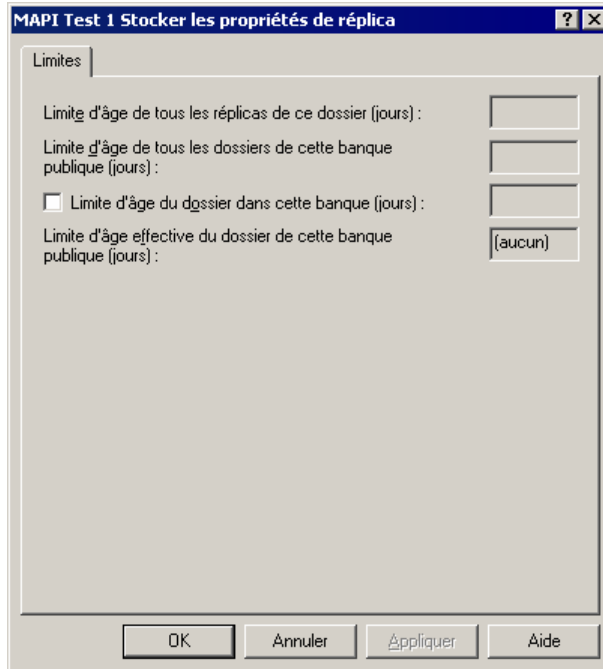 MAPI Test 1 Stocker les propriétés de réplica
Limites
Limite d'âge de tous les réplicas de ce dossier (jours) :
Limite d'âge de tous les dossiers de cette banque
publique (jours) :
Limite d'âge du dossier dans cette banque (jours) :
Limite d'âge effective du dossier de cette banque
publique (jours) :
(aucun)
OK Annuler Appliquer Aide